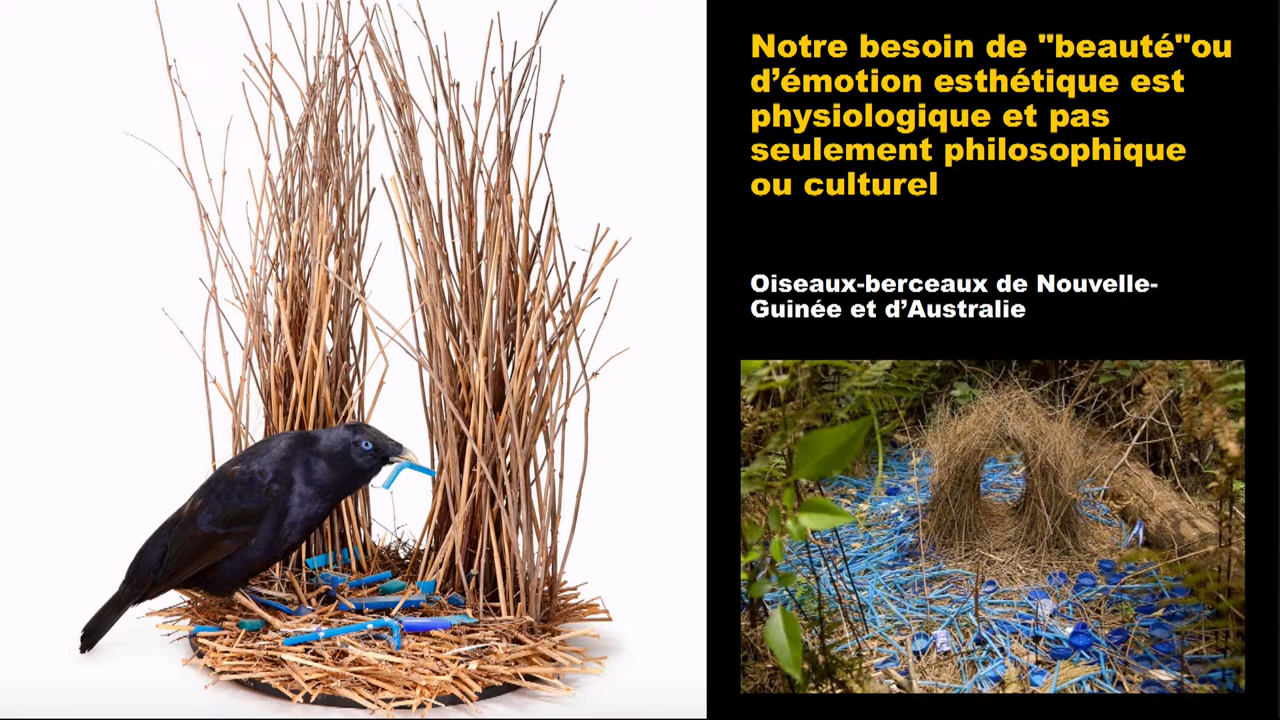 Notre besoin de "beauté"ou
d’émotion esthétique est
physiologique et pas
seulement philosophique
ou culturel
Oiseaux-berceaux de Nouvelle-
Guinée et d’Australie